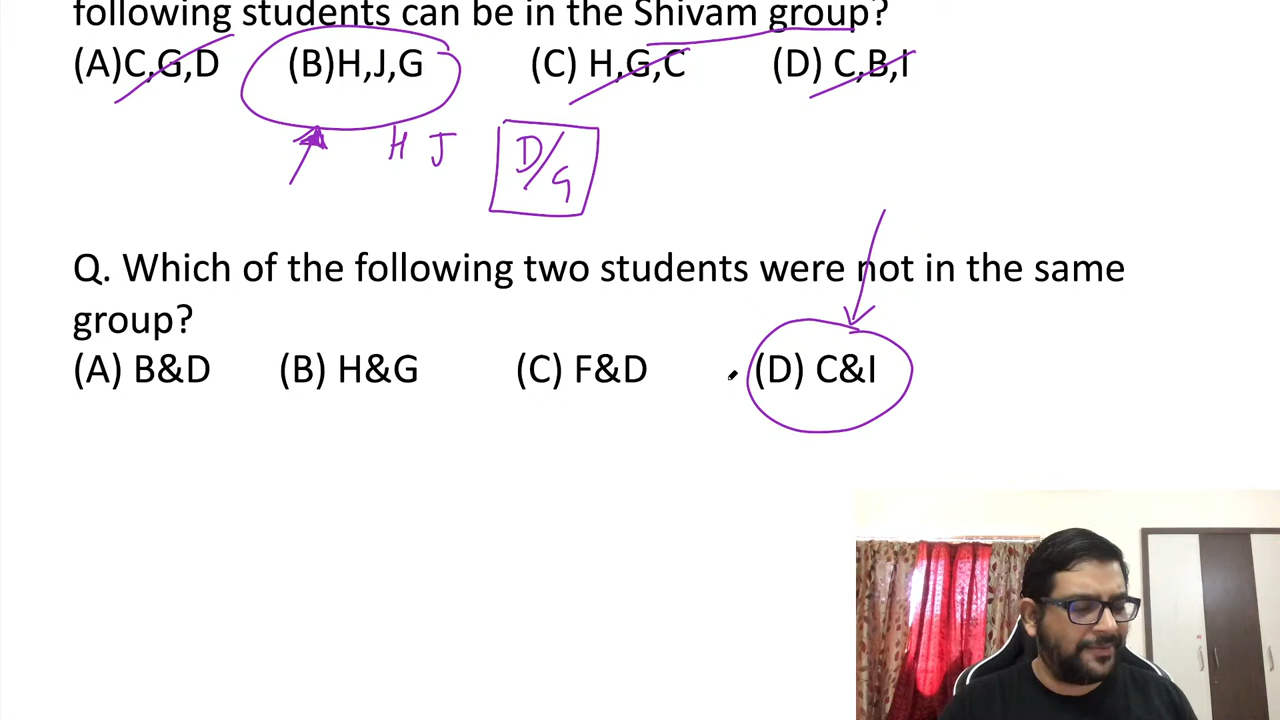 following students can be in the Shivam group?
(A)C,G,D (B)H,J,G (C) H,G,C (D) C,B,I
H J D/G
Q. Which of the following two students were not in the same
group?
(A) B&D (B) H&G (C) F&D (D) C&I